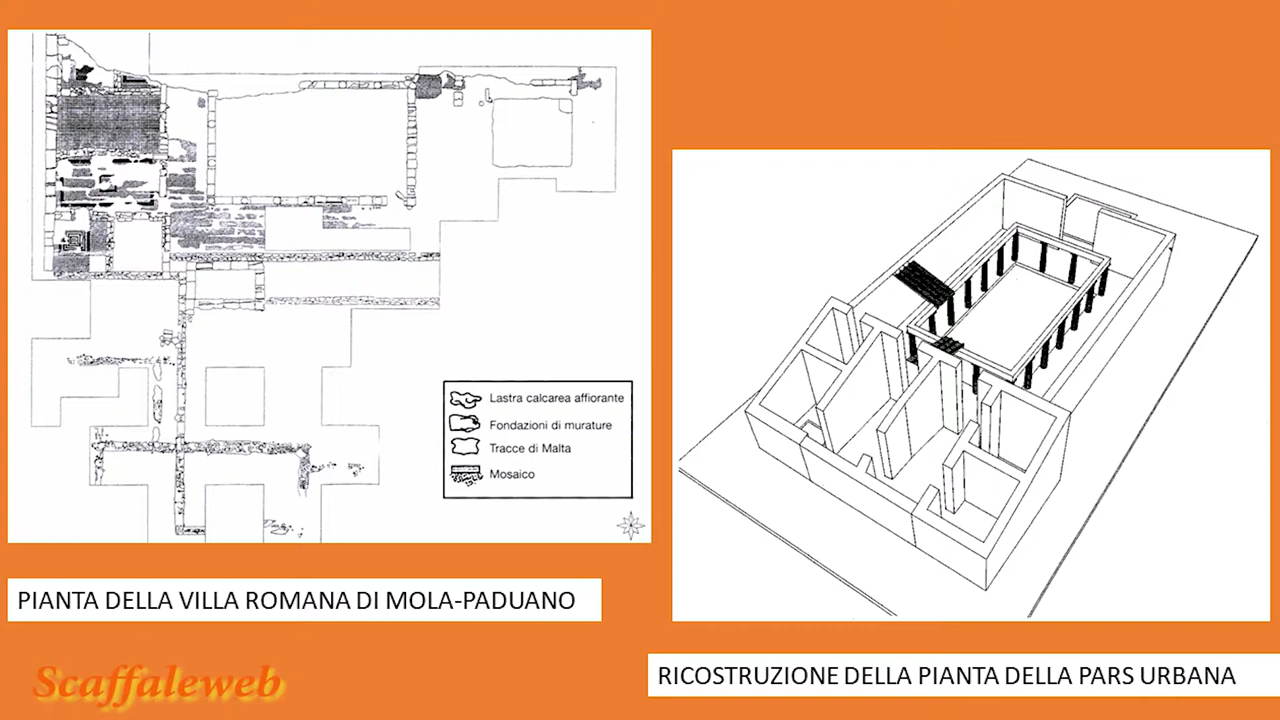 Lastra calcarea affiorante
Fondazioni di murature
Tracce di Malta
Mosaico
PIANTA DELLA VILLA ROMANA DI MOLA-PADUANO
RICOSTRUZIONE DELLA PIANTA DELLA PARS URBANA
Scaffaleweb